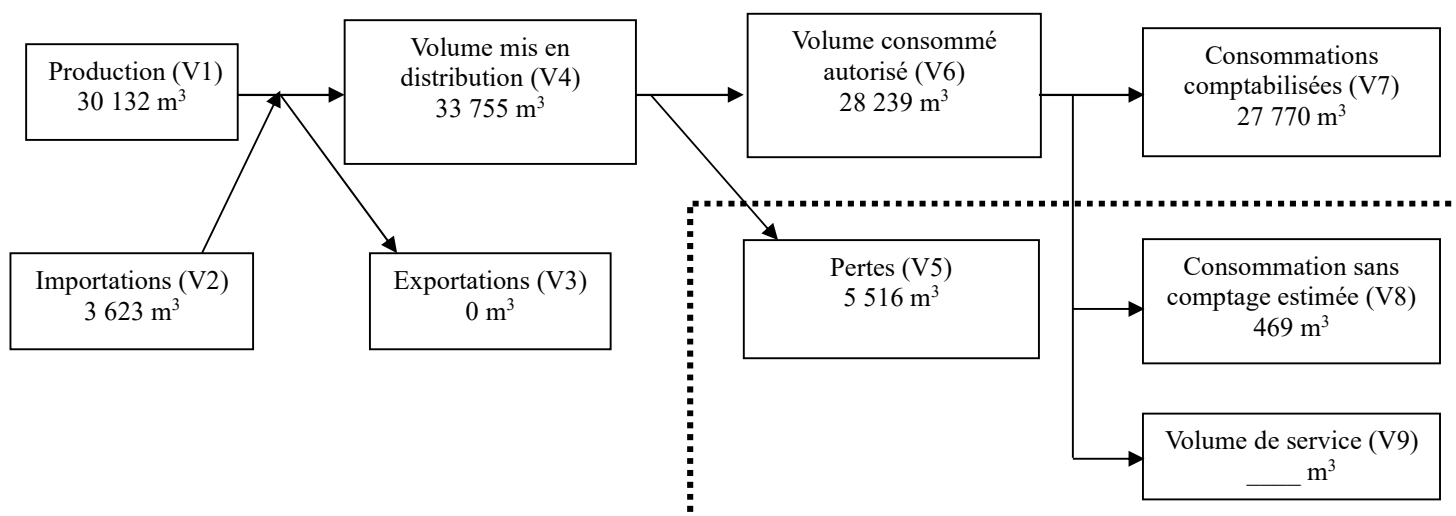 Production (V1)
30 132 m³
Volume mis en
distribution (V4)
33 755 m³
Volume consommé
autorisé (V6)
28 239 m³
Consommations
comptabilisées (V7)
27 770 m³
Importations (V2)
3 623 m³
Exportations (V3)
0 m³
Pertes (V5)
5 516 m³
Consommation sans
comptage estimée (V8)
469 m³
Volume de service (V9)
____ m³